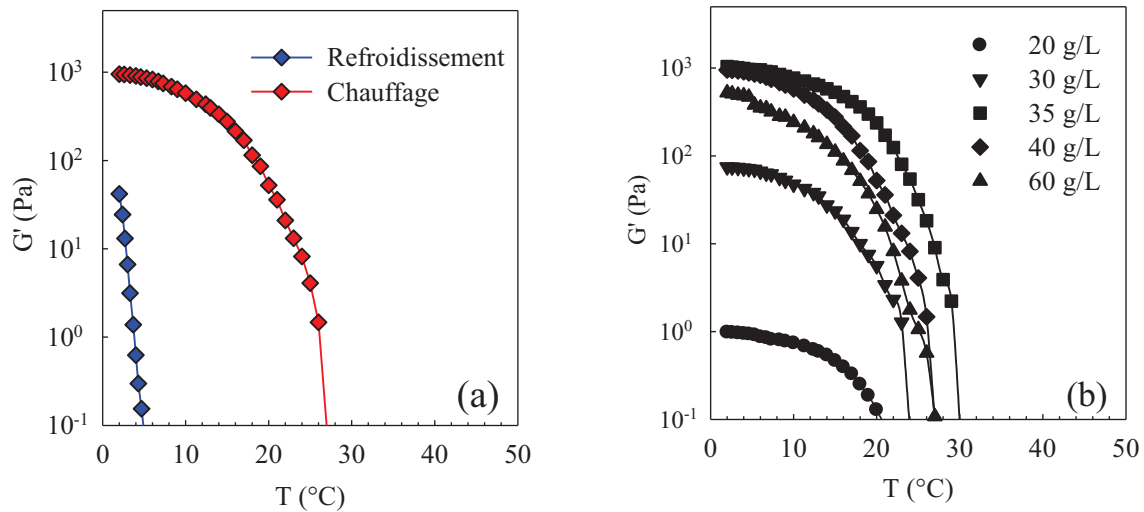 Refroidissement
Chauffage
G' (Pa)
10³
10²
10¹
10⁰
10⁻¹
0 10 20 30 40 50
T (°C)
(a)
20 g/L
30 g/L
35 g/L
40 g/L
60 g/L
G' (Pa)
10³
10²
10¹
10⁰
10⁻¹
0 10 20 30 40 50
T (°C)
(b)